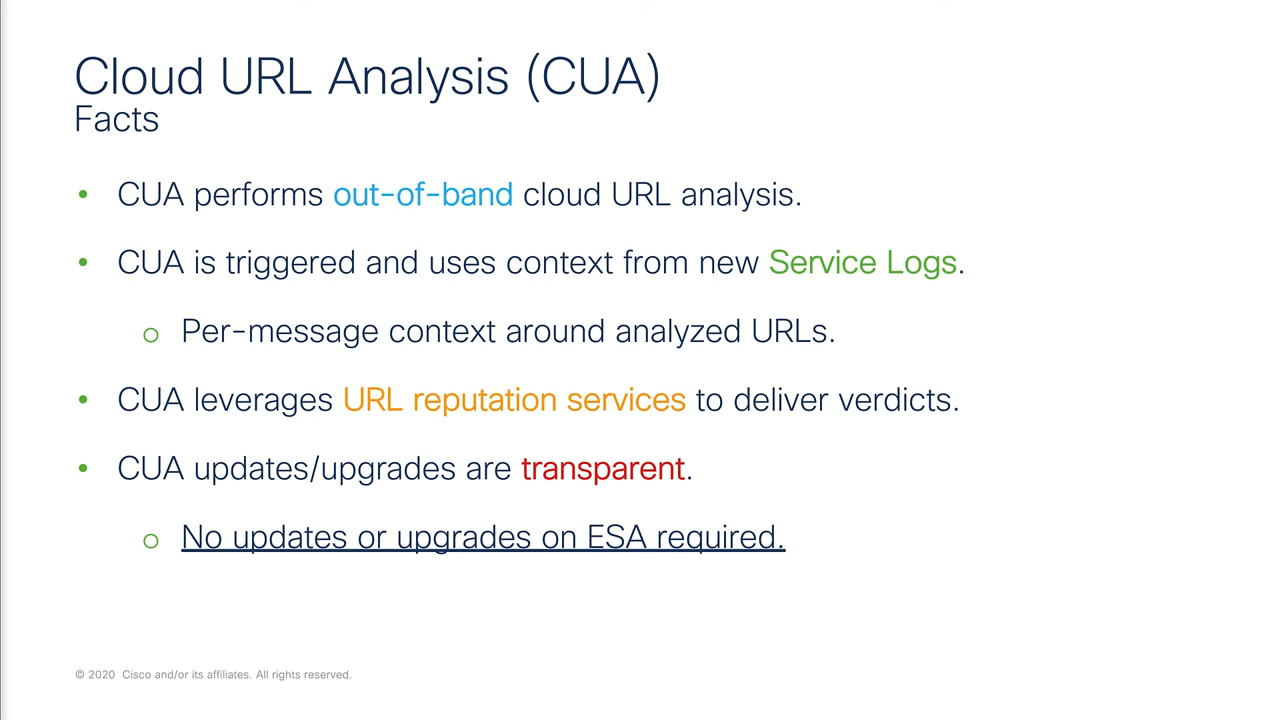 Cloud URL Analysis (CUA)
Facts
• CUA performs out-of-band cloud URL analysis.
• CUA is triggered and uses context from new Service Logs.
o Per-message context around analyzed URLs.
• CUA leverages URL reputation services to deliver verdicts.
• CUA updates/upgrades are transparent.
o No updates or upgrades on ESA required.
© 2020 Cisco and/or its affiliates. All rights reserved.